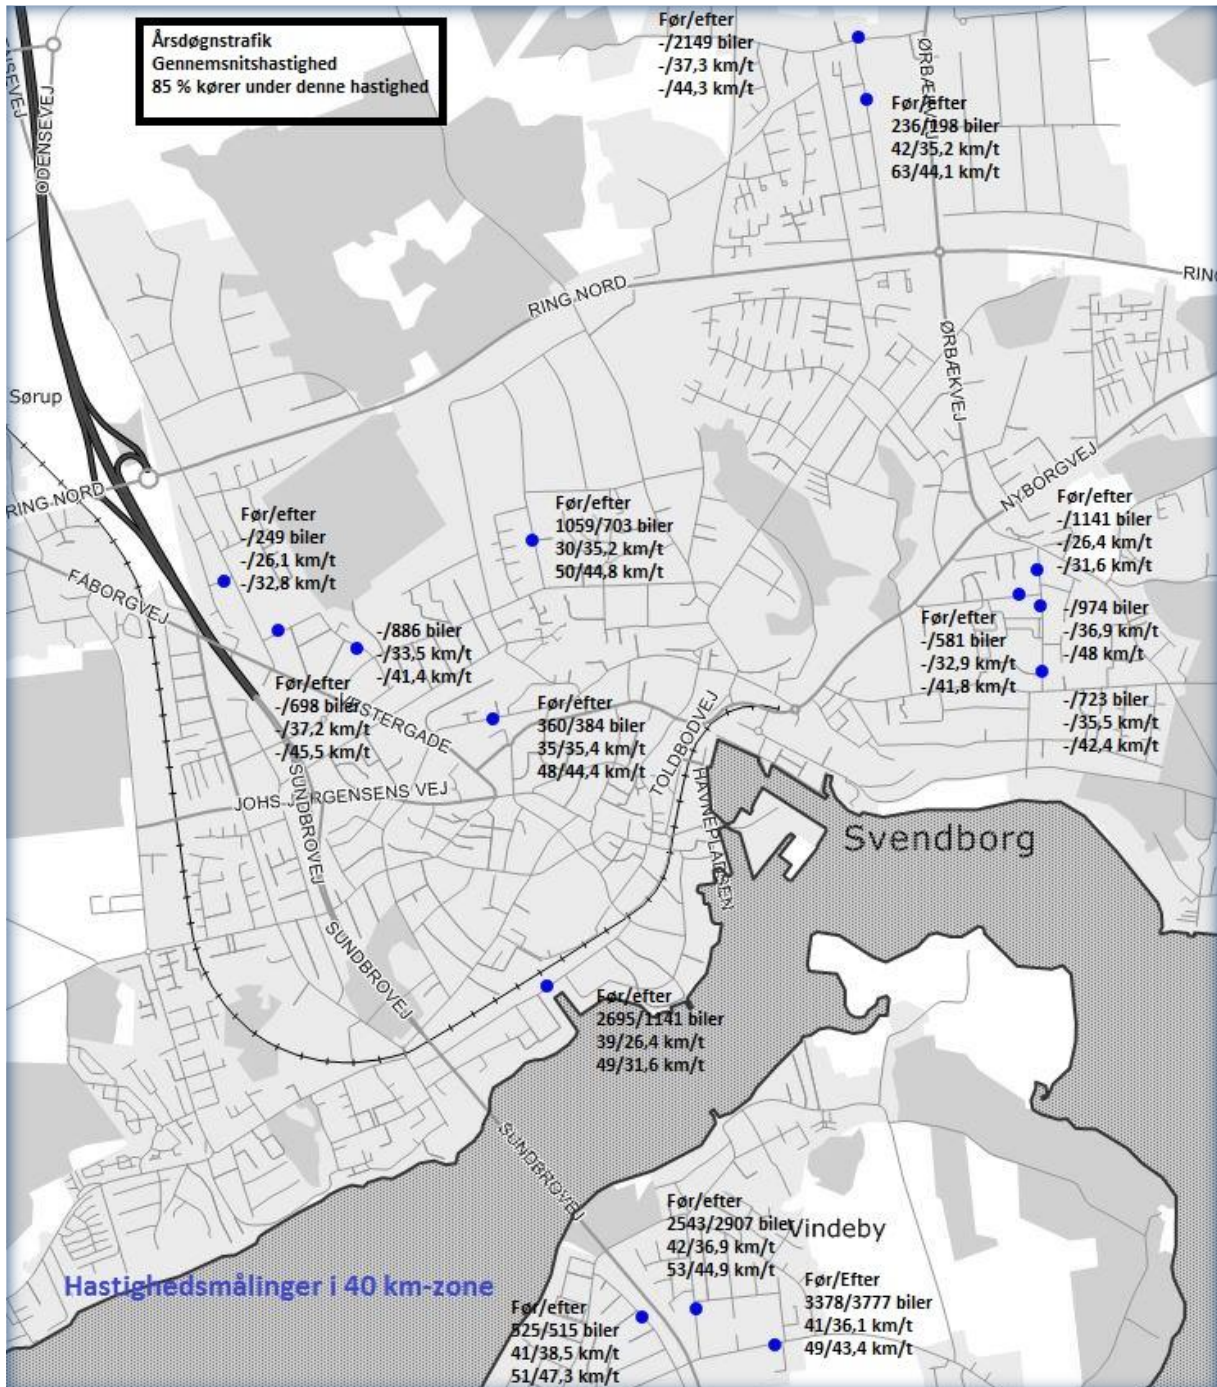 Årsdøgnstrafik
Gennemsnitshastighed
85 % kører under denne hastighed
Før/efter
-/2149 biler
-/37,3 km/t
-/44,3 km/t
ØRBÆKVEJ
Før/Efter
236/198 biler
42/35,2 km/t
63/44,1 km/t
ENSEVEJ
ODENSEVEJ
RING NORD
RING
ØRBÆKVEJ
Sørup
NYBORGVEJ
RING NORD
Før/efter
-/249 biler
-/26,1 km/t
-/32,8 km/t
Før/efter
1059/703 biler
30/35,2 km/t
50/44,8 km/t
Før/efter
-/1141 biler
-/26,4 km/t
-/31,6 km/t
FÅBORGVEJ
-/886 biler
-/33,5 km/t
-/41,4 km/t
Før/efter
-/581 biler
-/32,9 km/t
-/41,8 km/t
-/974 biler
-/36,9 km/t
-/48 km/t
Før/efter
-/698 biler
-/37,2 km/t
-/45,5 km/t
VESTERGADE
Før/efter
360/384 biler
35/35,4 km/t
48/44,4 km/t
-/723 biler
-/35,5 km/t
-/42,4 km/t
TOLDBODVEJ
HAVNEPLADSEN
JOHS JØRGENSENS VEJ
SUNDBROVEJ
Svendborg
SUNDBROVEJ
Før/efter
2695/1141 biler
39/26,4 km/t
49/31,6 km/t
SUNDBROVEJ
Før/efter
2543/2907 biler
42/36,9 km/t
53/44,9 km/t
Vindeby
Hastighedsmålinger i 40 km-zone
Før/Efter
3378/3777 biler
41/36,1 km/t
49/43,4 km/t
Før/efter
525/515 biler
41/38,5 km/t
51/47,3 km/t